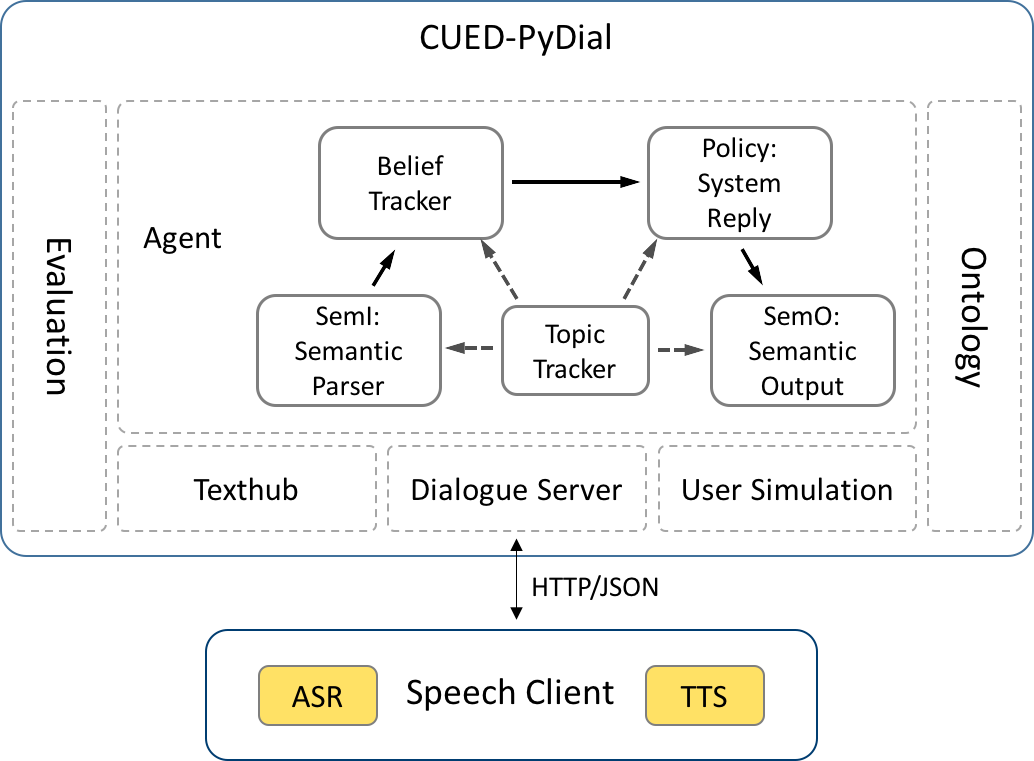 CUED-PyDial
Evaluation
Agent
Belief
Tracker
Policy:
System
Reply
SemI:
Semantic
Parser
Topic
Tracker
SemO:
Semantic
Output
Ontology
Texthub
Dialogue Server
User Simulation
HTTP/JSON
ASR
Speech Client
TTS